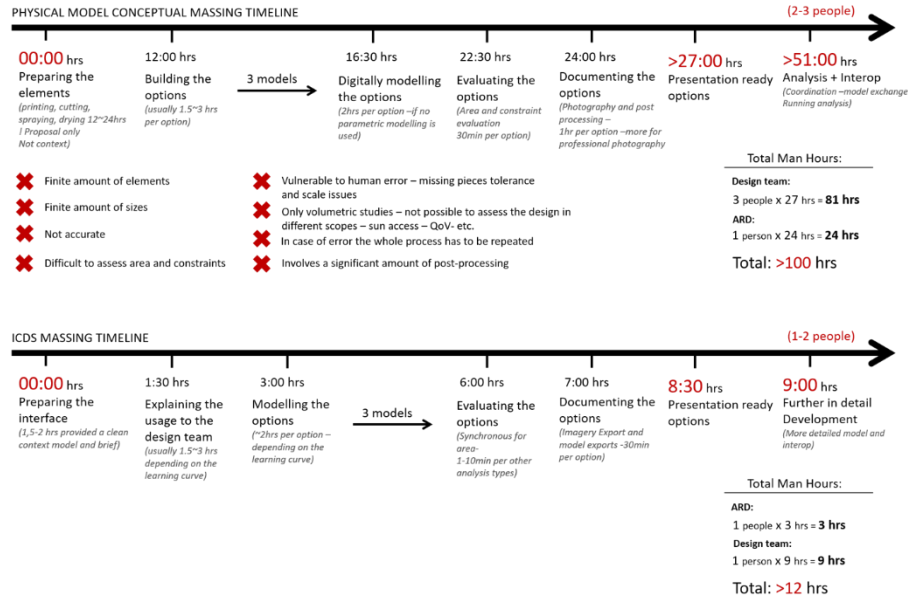 PHYSICAL MODEL CONCEPTUAL MASSING TIMELINE
(2-3 people)
00:00 hrs
Preparing the
elements
(printing, cutting,
spraying, drying 12~24hrs
! Proposal only
Not context)
12:00 hrs
Building the
options
(usually 1.5~3 hrs
per option)
3 models
16:30 hrs
Digitally modelling
the options
(2hrs per option –if no
parametric modelling is
used)
22:30 hrs
Evaluating the
options
(Area and constraint
evaluation
30min per option)
24:00 hrs
Documenting the
options
(Photography and post
processing –
1hr per option –more for
professional photography
>27:00 hrs
Presentation ready
options
>51:00 hrs
Analysis + Interop
(Coordination –model exchange
Running analysis)
Finite amount of elements
Finite amount of sizes
Not accurate
Difficult to assess area and constraints
Vulnerable to human error – missing pieces tolerance
and scale issues
Only volumetric studies – not possible to assess the design in
different scopes – sun access – QoV- etc.
In case of error the whole process has to be repeated
Involves a significant amount of post-processing
Total Man Hours:
Design team:
3 people x 27 hrs = 81 hrs
ARD:
1 person x 24 hrs = 24 hrs
Total: >100 hrs
ICDS MASSING TIMELINE
(1-2 people)
00:00 hrs
Preparing the
interface
(1,5-2 hrs provided a clean
context model and brief)
1:30 hrs
Explaining the
usage to the
design team
(usually 1.5~3 hrs
depending on the
learning curve)
3:00 hrs
Modelling the
options
(~2hrs per option –
depending on the
learning curve)
3 models
6:00 hrs
Evaluating the
options
(Synchronous for
area-
1-10min per other
analysis types)
7:00 hrs
Documenting the
options
(Imagery Export and
model exports -30min
per option)
8:30 hrs
Presentation ready
options
9:00 hrs
Further in detail
Development
(More detailed model and
interop)
Total Man Hours:
ARD:
1 people x 3 hrs = 3 hrs
Design team:
1 person x 9 hrs = 9 hrs
Total: >12 hrs